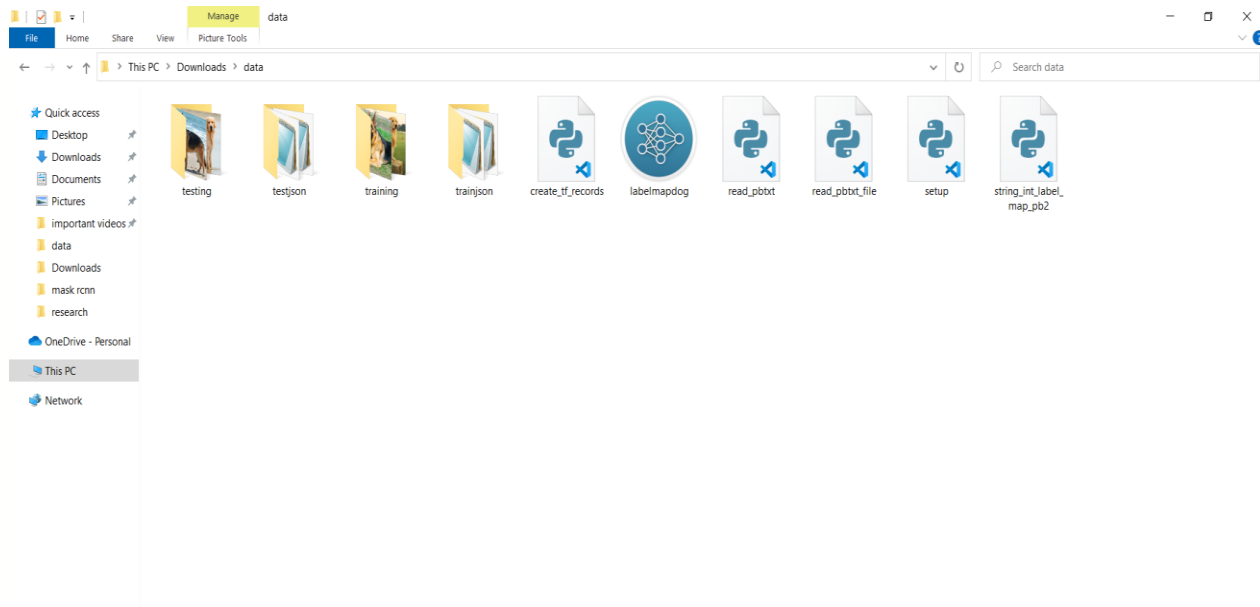 Manage data
File Home Share View Picture Tools
This PC > Downloads > data
Search data
Quick access
Desktop
Downloads
Documents
Pictures
important videos
data
Downloads
mask rcnn
research
OneDrive - Personal
This PC
Network
testing
testjson
training
trainjson
create_tf_records
labelmapdog
read_pbtxt
read_pbtxt_file
setup
string_int_label_
map_pb2